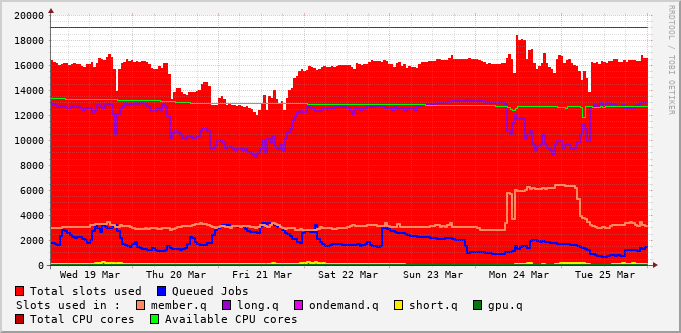 20000
18000
16000
14000
12000
10000
8000
6000
4000
2000
0
Wed 19 Mar Thu 20 Mar Fri 21 Mar Sat 22 Mar Sun 23 Mar Mon 24 Mar Tue 25 Mar
RRDTOOL / TOBI OETIKER
Total slots used Queued Jobs
Slots used in : member.q long.q ondemand.q short.q gpu.q
Total CPU cores Available CPU cores